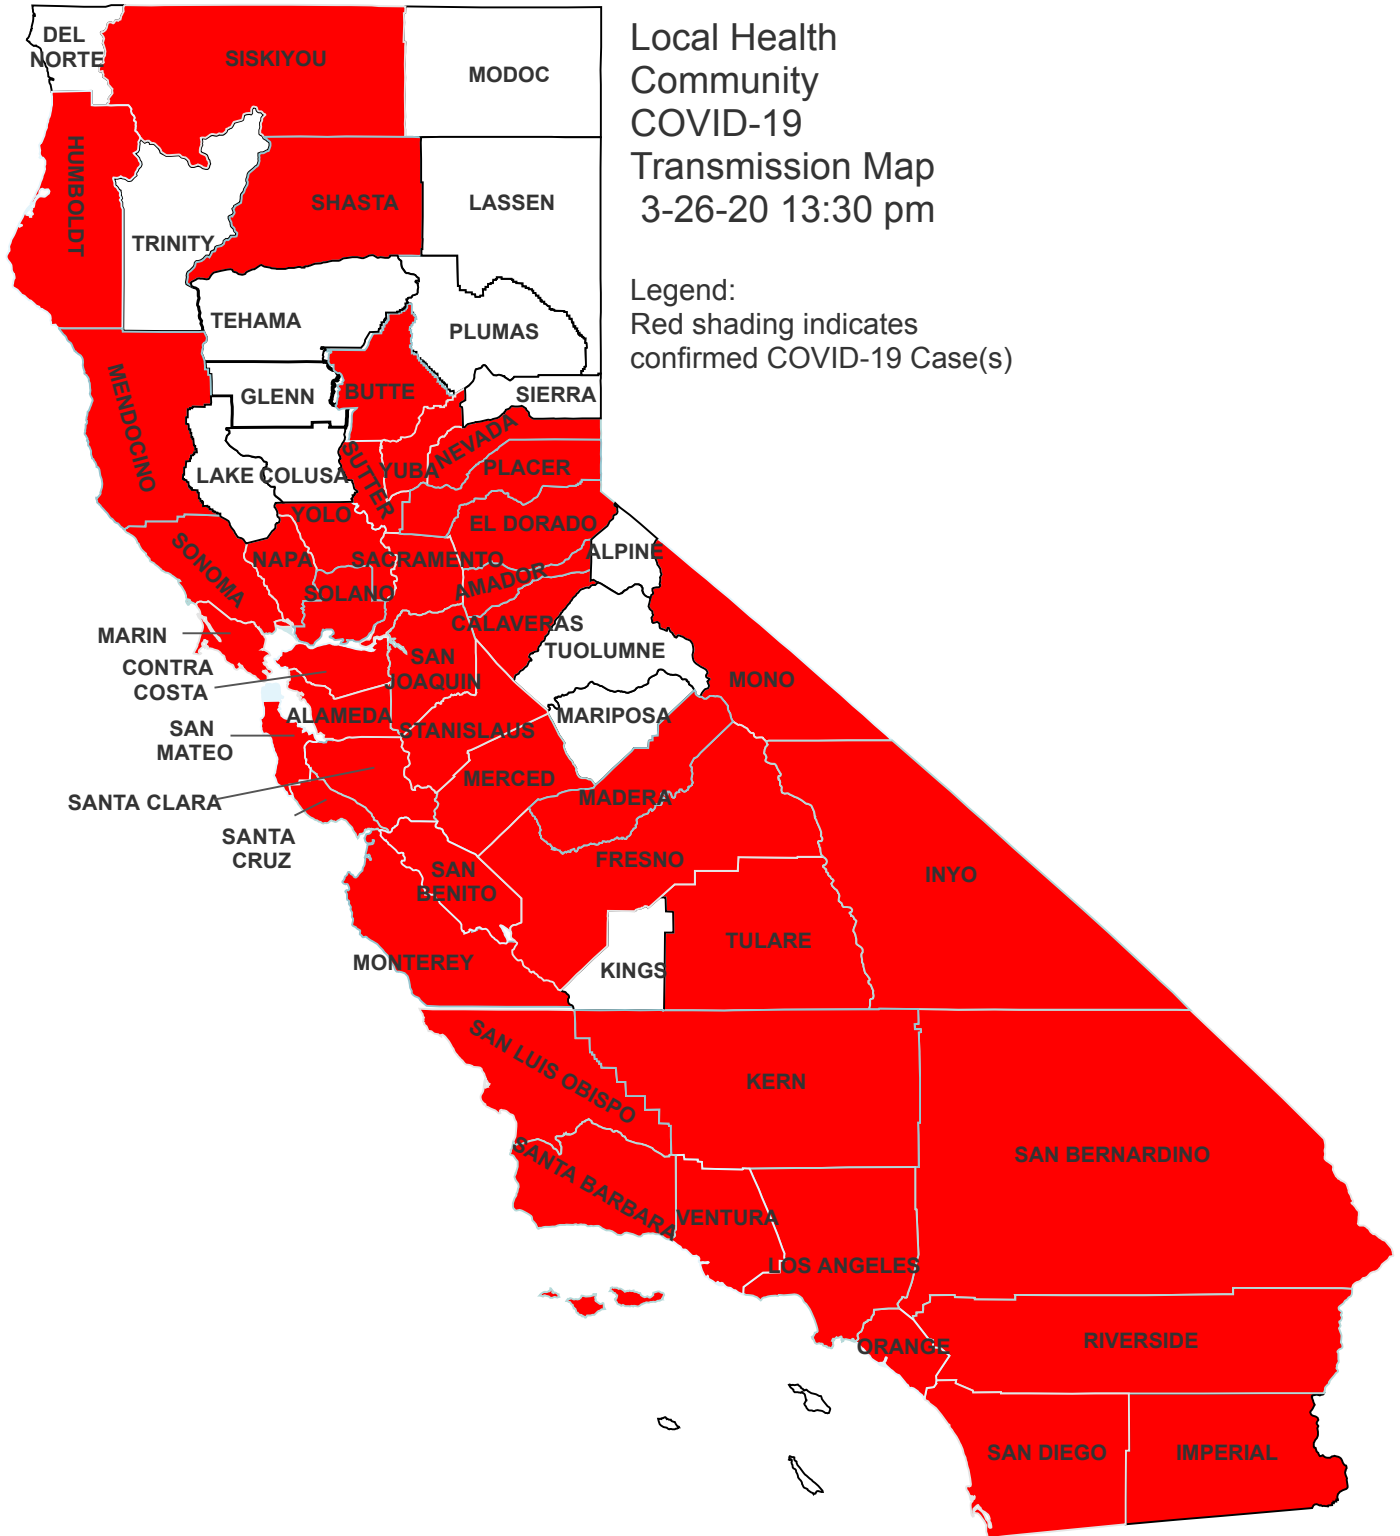 Local Health
Community
COVID-19
Transmission Map
3-26-20 13:30 pm
Legend:
Red shading indicates
confirmed COVID-19 Case(s)
DEL
NORTE
SISKIYOU
MODOC
HUMBOLDT
TRINITY
SHASTA
LASSEN
TEHAMA
PLUMAS
MENDOCINO
GLENN
BUTTE
SIERRA
LAKE
COLUSA
SUTTER
YUBA
NEVADA
PLACER
YOLO
EL DORADO
SONOMA
NAPA
SACRAMENTO
ALPINE
SOLANO
AMADOR
CALAVERAS
MARIN
TUOLUMNE
CONTRA
COSTA
SAN
JOAQUIN
MONO
ALAMEDA
STANISLAUS
MARIPOSA
SAN
MATEO
MERCED
SANTA CLARA
MADERA
SANTA
CRUZ
SAN
BENITO
FRESNO
INYO
MONTEREY
KINGS
TULARE
SAN LUIS OBISPO
KERN
SAN BERNARDINO
SANTA BARBARA
VENTURA
LOS ANGELES
ORANGE
RIVERSIDE
SAN DIEGO
IMPERIAL